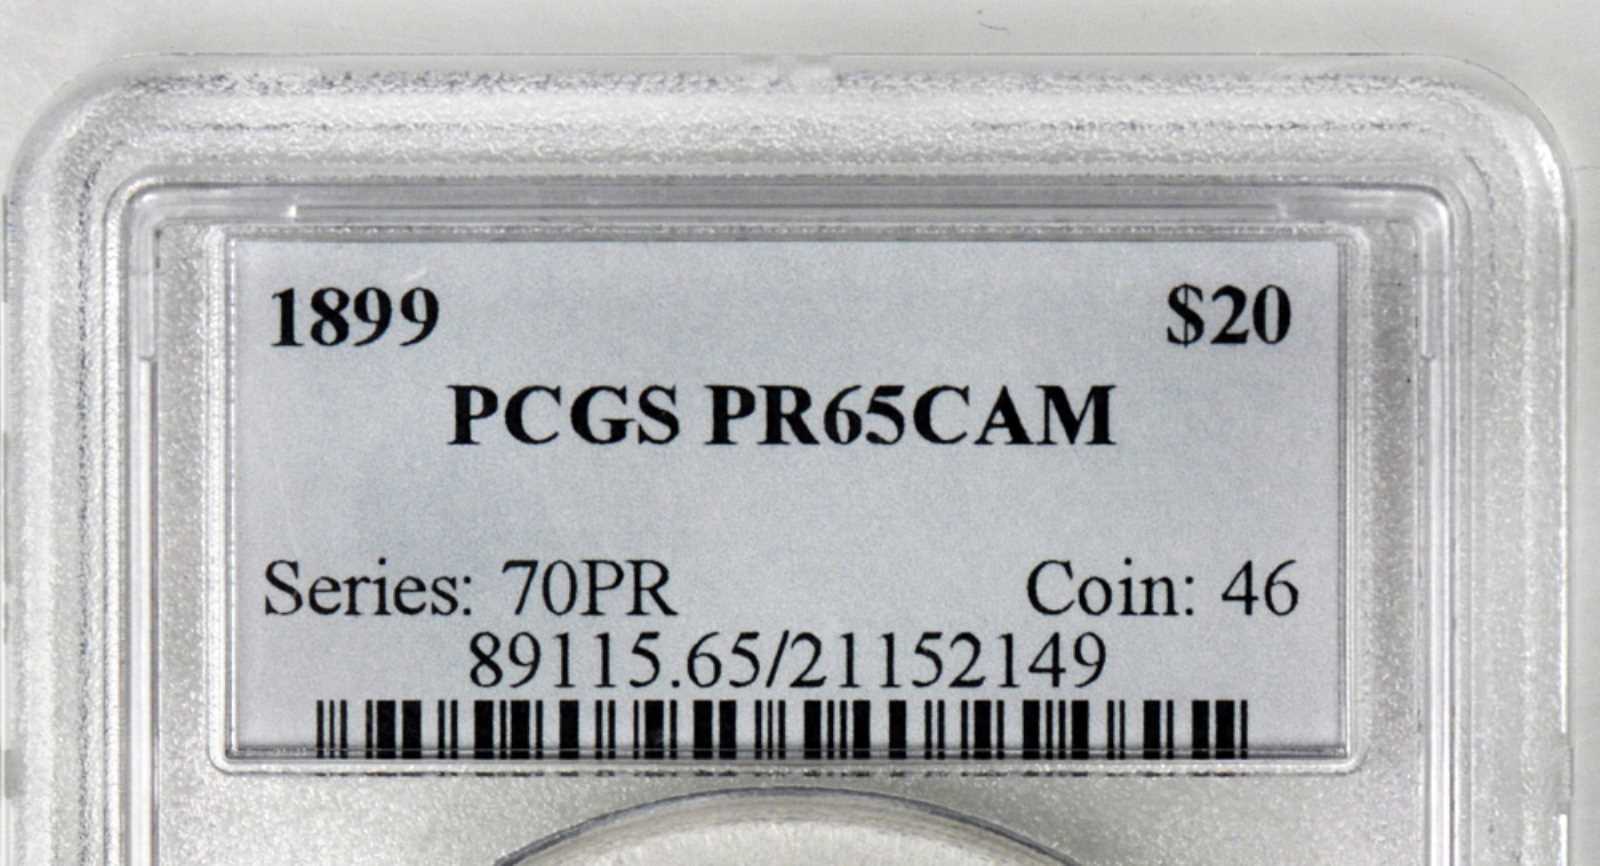 1899 $20
PCGS PR65CAM
Series: 70PR Coin: 46
89115.65/21152149